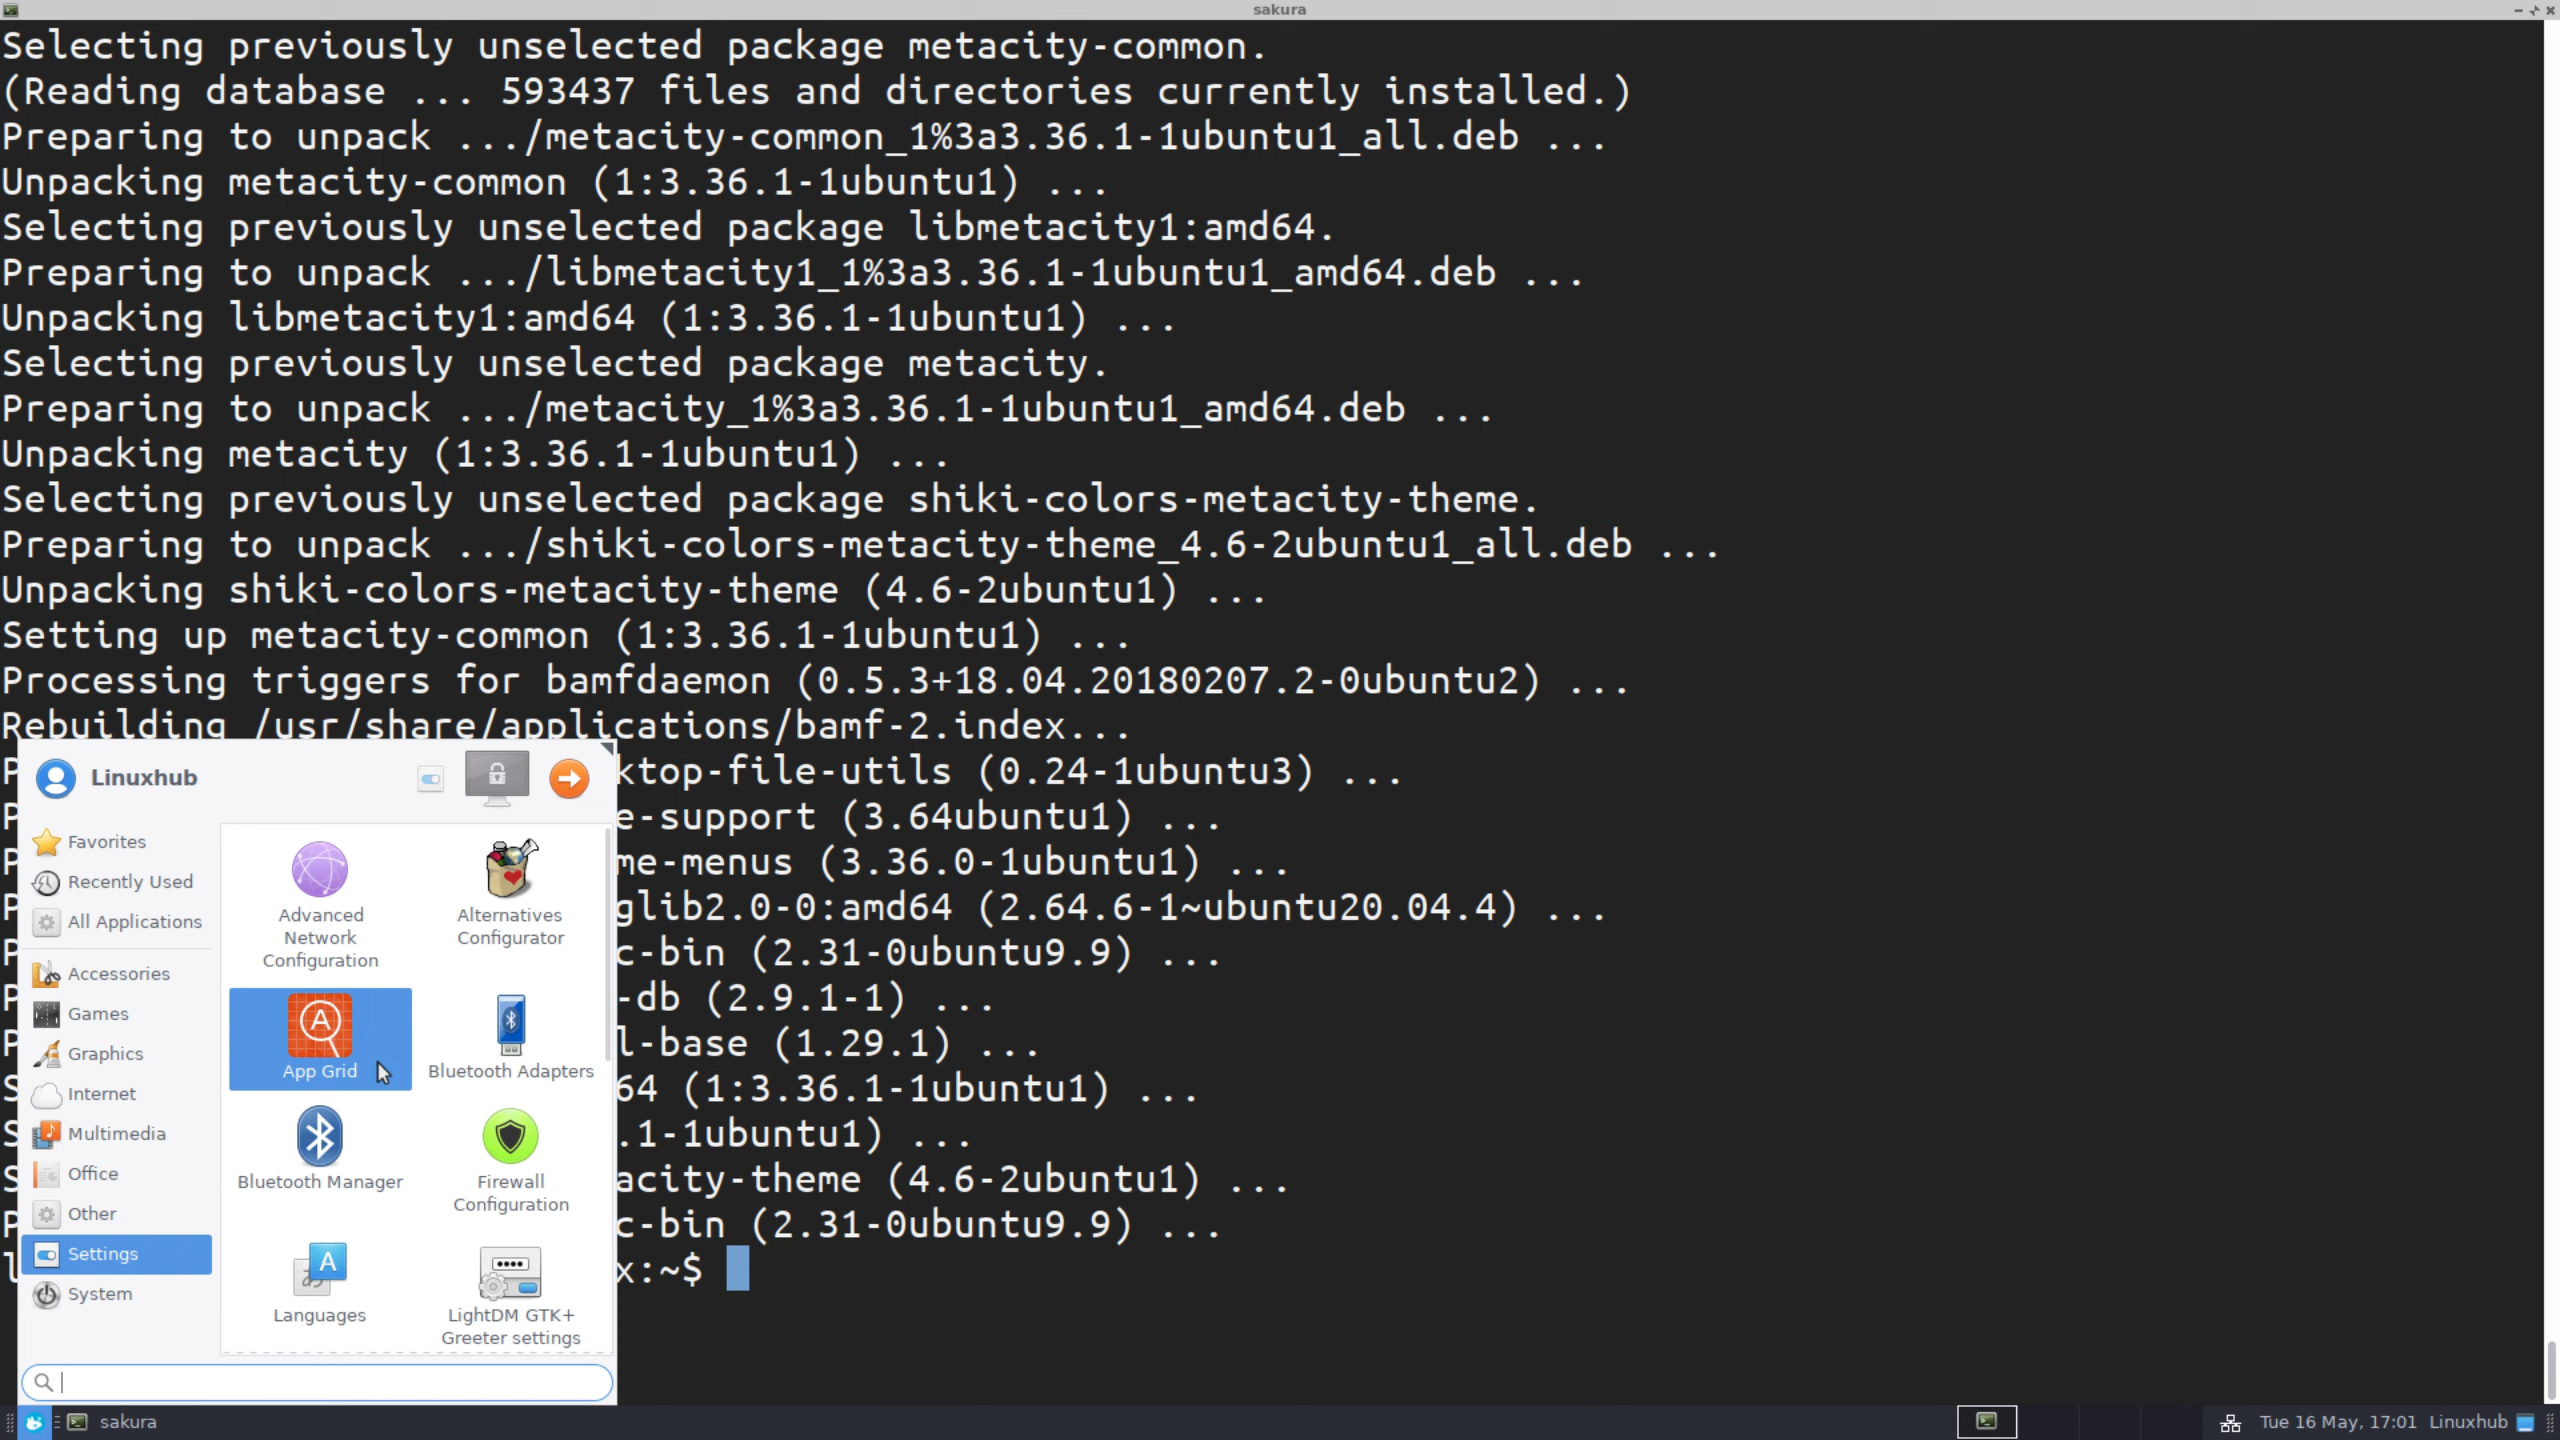 sakura
Selecting previously unselected package metacity-common.
(Reading database ... 593437 files and directories currently installed.)
Preparing to unpack .../metacity-common_1%3a3.36.1-1ubuntu1_all.deb ...
Unpacking metacity-common (1:3.36.1-1ubuntu1) ...
Selecting previously unselected package libmetacity1:amd64.
Preparing to unpack .../libmetacity1_1%3a3.36.1-1ubuntu1_amd64.deb ...
Unpacking libmetacity1:amd64 (1:3.36.1-1ubuntu1) ...
Selecting previously unselected package metacity.
Preparing to unpack .../metacity_1%3a3.36.1-1ubuntu1_amd64.deb ...
Unpacking metacity (1:3.36.1-1ubuntu1) ...
Selecting previously unselected package shiki-colors-metacity-theme.
Preparing to unpack .../shiki-colors-metacity-theme_4.6-2ubuntu1_all.deb ...
Unpacking shiki-colors-metacity-theme (4.6-2ubuntu1) ...
Setting up metacity-common (1:3.36.1-1ubuntu1) ...
Processing triggers for bamfdaemon (0.5.3+18.04.20180207.2-0ubuntu2) ...
Rebuilding /usr/share/applications/bamf-2.index...
ktop-file-utils (0.24-1ubuntu3) ...
e-support (3.64ubuntu1) ...
me-menus (3.36.0-1ubuntu1) ...
glib2.0-0:amd64 (2.64.6-1~ubuntu20.04.4) ...
c-bin (2.31-0ubuntu9.9) ...
-db (2.9.1-1) ...
l-base (1.29.1) ...
64 (1:3.36.1-1ubuntu1) ...
.1-1ubuntu1) ...
acity-theme (4.6-2ubuntu1) ...
c-bin (2.31-0ubuntu9.9) ...
x:~$
Linuxhub
Favorites
Recently Used
All Applications
Accessories
Games
Graphics
Internet
Multimedia
Office
Other
Settings
System
Advanced
Network
Configuration
Alternatives
Configurator
App Grid
Bluetooth Adapters
Bluetooth Manager
Firewall
Configuration
Languages
LightDM GTK+
Greeter settings
sakura
Tue 16 May, 17:01
Linuxhub